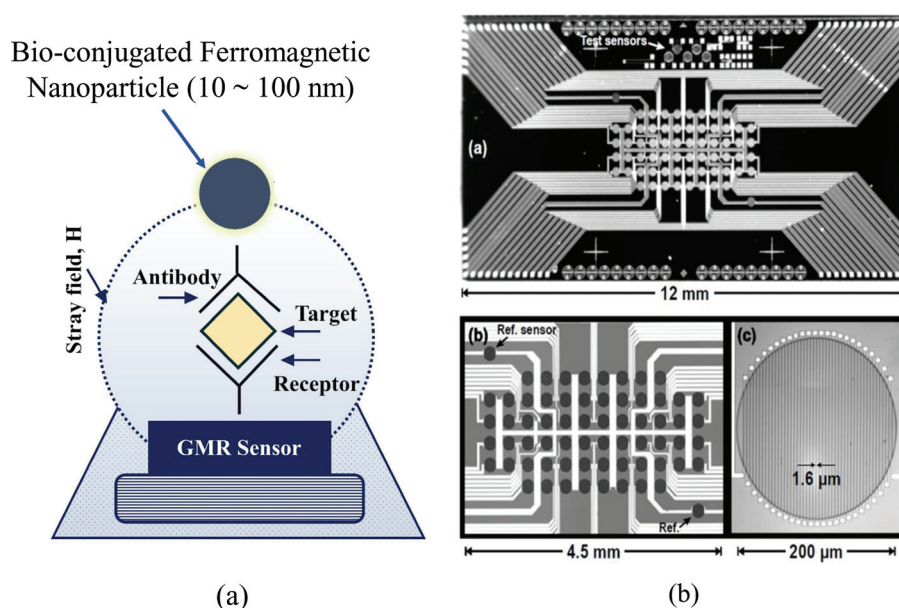 Bio-conjugated Ferromagnetic
Nanoparticle (10 ~ 100 nm)
Stray field, H
Antibody
Target
Receptor
GMR Sensor
(a)
Test sensors
(a)
12 mm
(b)
Ref. sensor
Ref.
4.5 mm
(c)
1.6 µm
200 µm
(b)